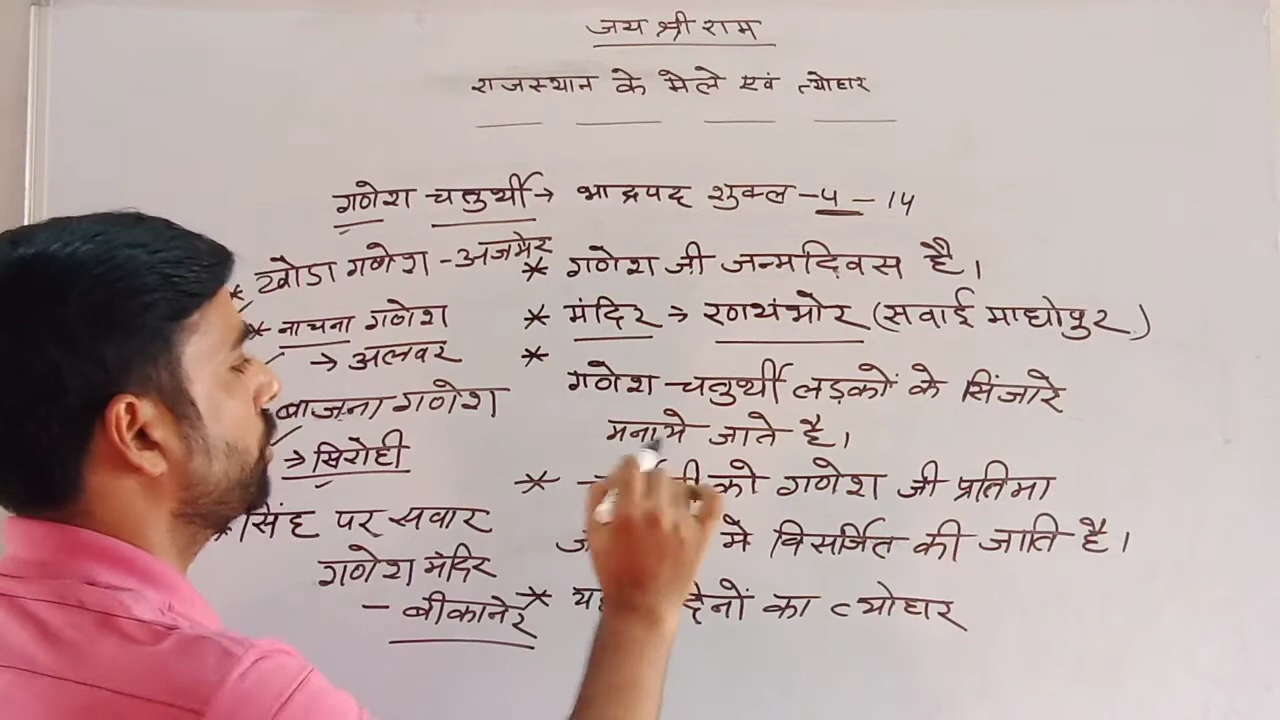 जय श्री राम
राजस्थान के मेले एवं त्योहार
गणेश चतुर्थी → भाद्रपद शुक्ल - 4 - 14
* खोडा गणेश - अजमेर
* नाचना गणेश
→ अलवर
बाजना गणेश
→ सिरोही
* सिंह पर सवार
गणेश मंदिर
- बीकानेर
* गणेश जी जन्मदिवस है।
* मंदिर → रणथंभोर (सवाई माधोपुर)
* गणेश चतुर्थी लड़कों के सिंजारे
मनाये जाते है।
* को गणेश जी प्रतिमा
मे विसर्जित की जाति है।
* का त्योहार